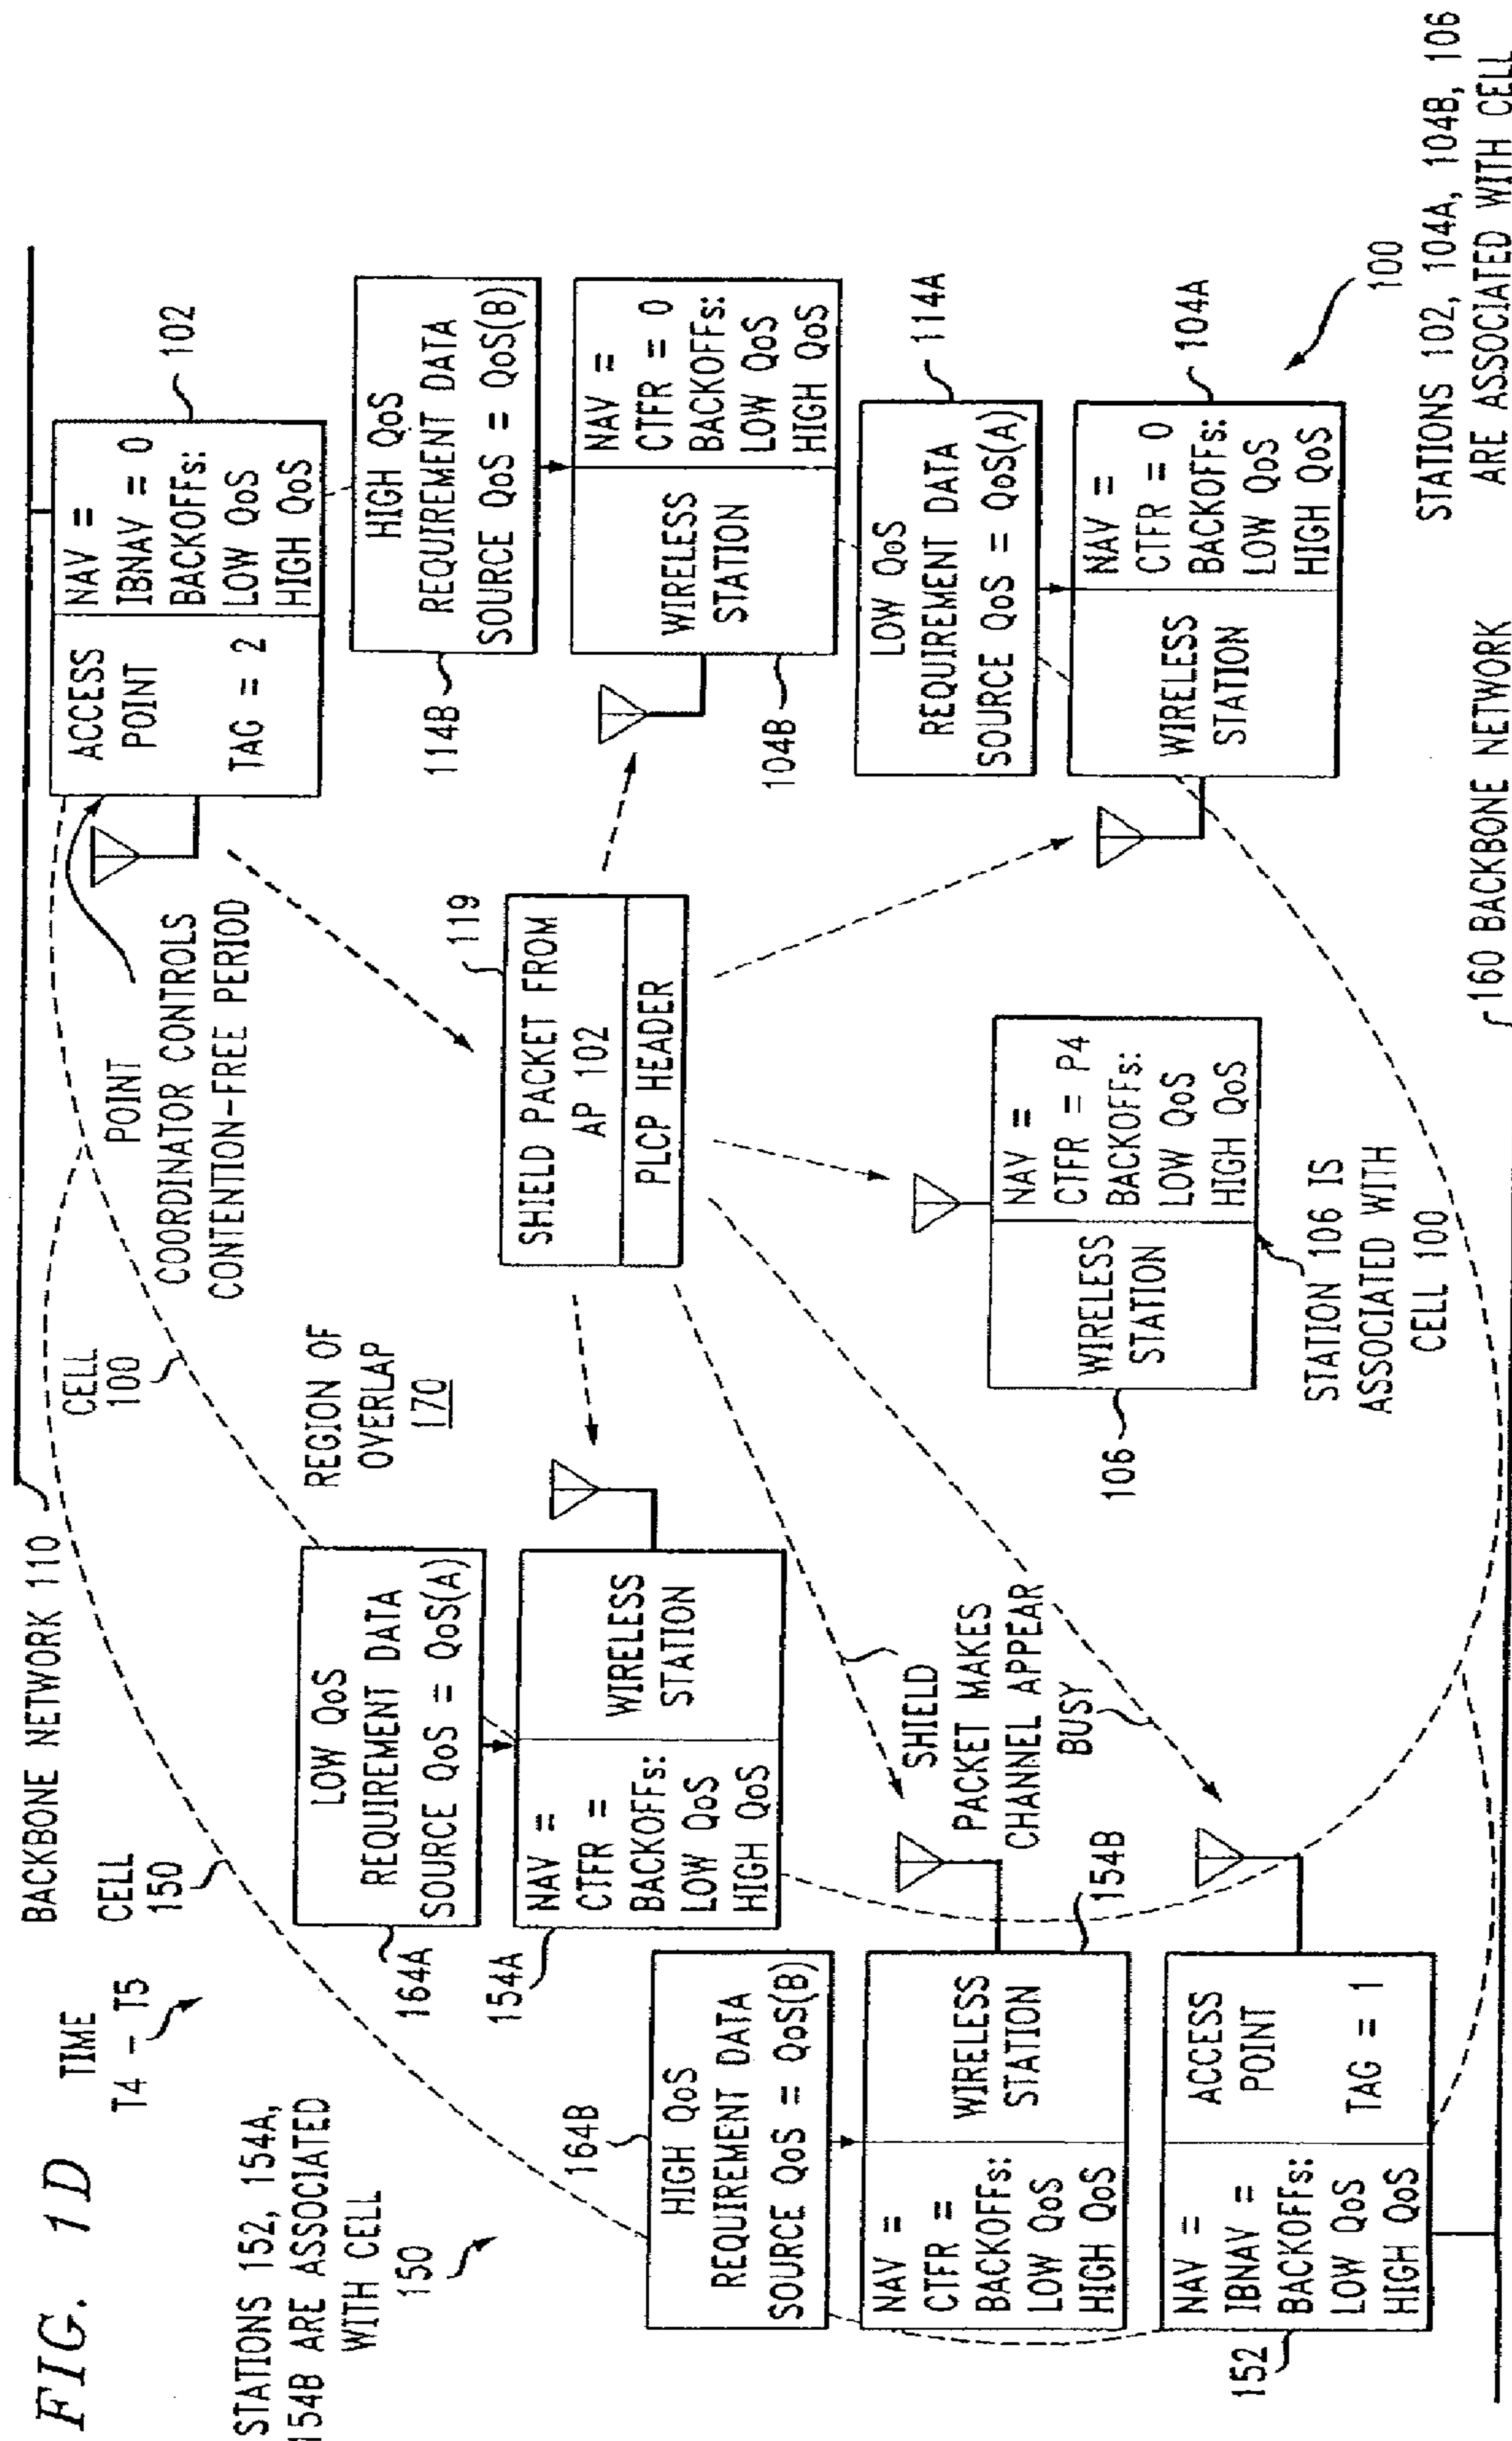 FIG. 1D
TIME
T4 - T5
STATIONS 152, 154A,
154B ARE ASSOCIATED
WITH CELL
150
BACKBONE NETWORK 110
CELL
150
CELL
100
POINT
COORDINATOR CONTROLS
CONTENTION-FREE PERIOD
REGION OF
OVERLAP
170
ACCESS
POINT
TAG = 2
NAV =
IBNAV = 0
BACKOFFs:
LOW QoS
HIGH QoS
102
HIGH QoS
REQUIREMENT DATA
SOURCE QoS = QoS(B)
114B
WIRELESS
STATION
NAV =
CTFR = 0
BACKOFFs:
LOW QoS
HIGH QoS
104B
LOW QoS
REQUIREMENT DATA
SOURCE QoS = QoS(A)
114A
WIRELESS
STATION
NAV =
CTFR = 0
BACKOFFs:
LOW QoS
HIGH QoS
104A
SHIELD PACKET FROM
AP 102
PLCP HEADER
119
LOW QoS
REQUIREMENT DATA
SOURCE QoS = QoS(A)
164A
NAV =
CTFR =
BACKOFFs:
LOW QoS
HIGH QoS
WIRELESS
STATION
154A
HIGH QoS
REQUIREMENT DATA
SOURCE QoS = QoS(B)
164B
NAV =
CTFR =
BACKOFFs:
LOW QoS
HIGH QoS
WIRELESS
STATION
154B
SHIELD
PACKET MAKES
CHANNEL APPEAR
BUSY
WIRELESS
STATION
NAV =
CTFR = P4
BACKOFFs:
LOW QoS
HIGH QoS
106
STATION 106 IS
ASSOCIATED WITH
CELL 100
NAV =
IBNAV =
BACKOFFs:
LOW QoS
HIGH QoS
ACCESS
POINT
TAG = 1
152
160 BACKBONE NETWORK
100
STATIONS 102, 104A, 104B, 106
ARE ASSOCIATED WITH CELL